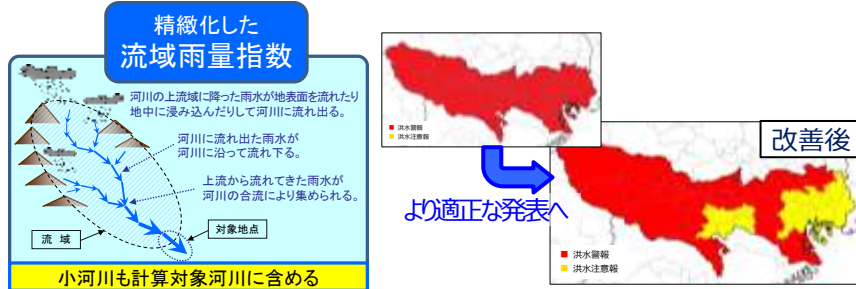 精緻化した
流域雨量指数
河川の上流域に降った雨水が地表面を流れたり
地中に浸み込んだりして河川に流れ出る。
河川に流れ出た雨水が
河川に沿って流れ下る。
上流から流れてきた雨水が
河川の合流により集められる。
流 域
対象地点
小河川も計算対象河川に含める
洪水警報
洪水注意報
より適正な発表へ
改善後
洪水警報
洪水注意報